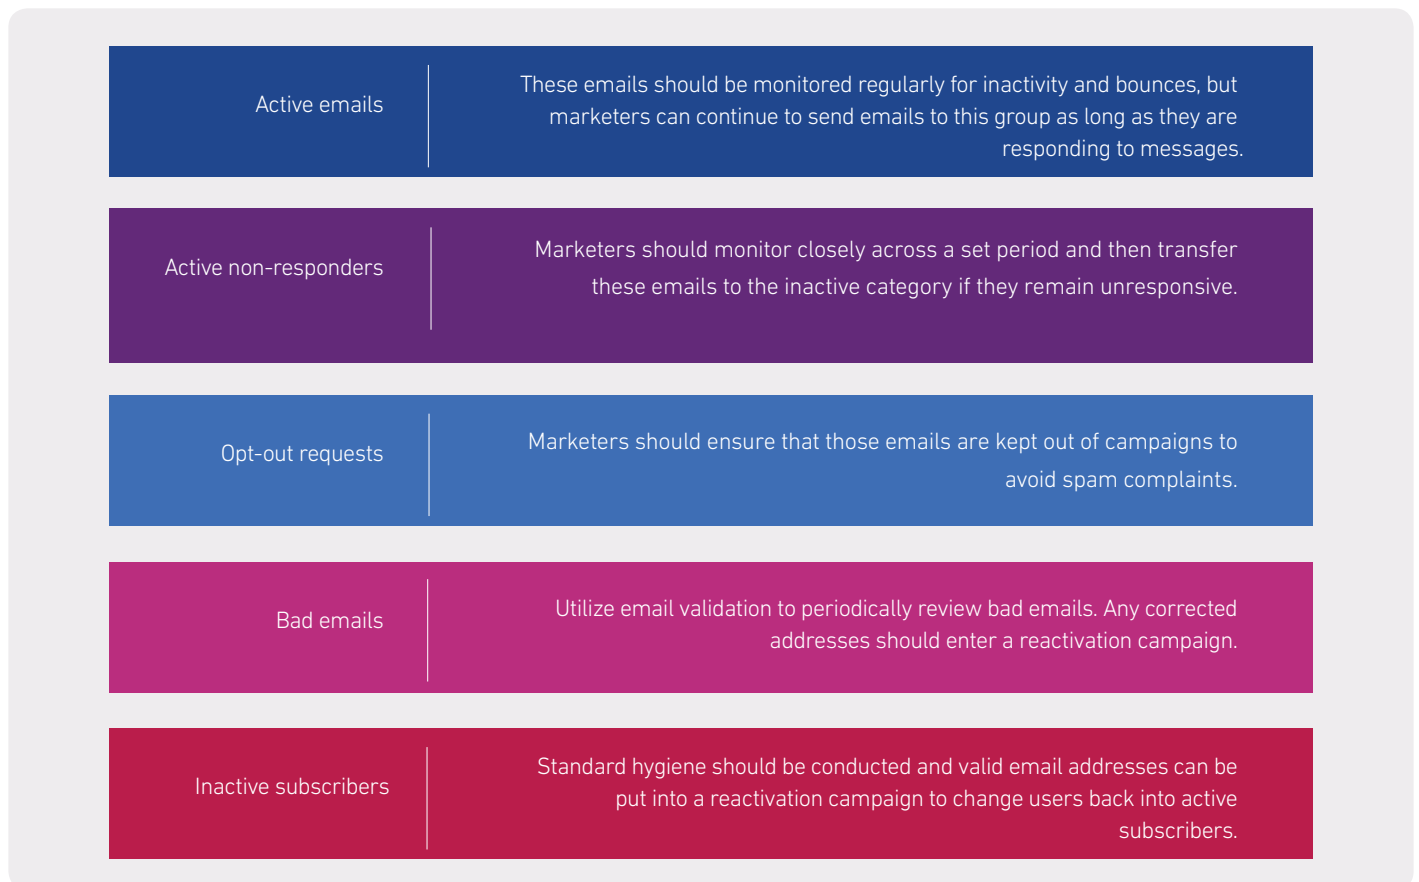 Active emails
These emails should be monitored regularly for inactivity and bounces, but
marketers can continue to send emails to this group as long as they are
responding to messages.
Active non-responders
Marketers should monitor closely across a set period and then transfer
these emails to the inactive category if they remain unresponsive.
Opt-out requests
Marketers should ensure that those emails are kept out of campaigns to
avoid spam complaints.
Bad emails
Utilize email validation to periodically review bad emails. Any corrected
addresses should enter a reactivation campaign.
Inactive subscribers
Standard hygiene should be conducted and valid email addresses can be
put into a reactivation campaign to change users back into active
subscribers.